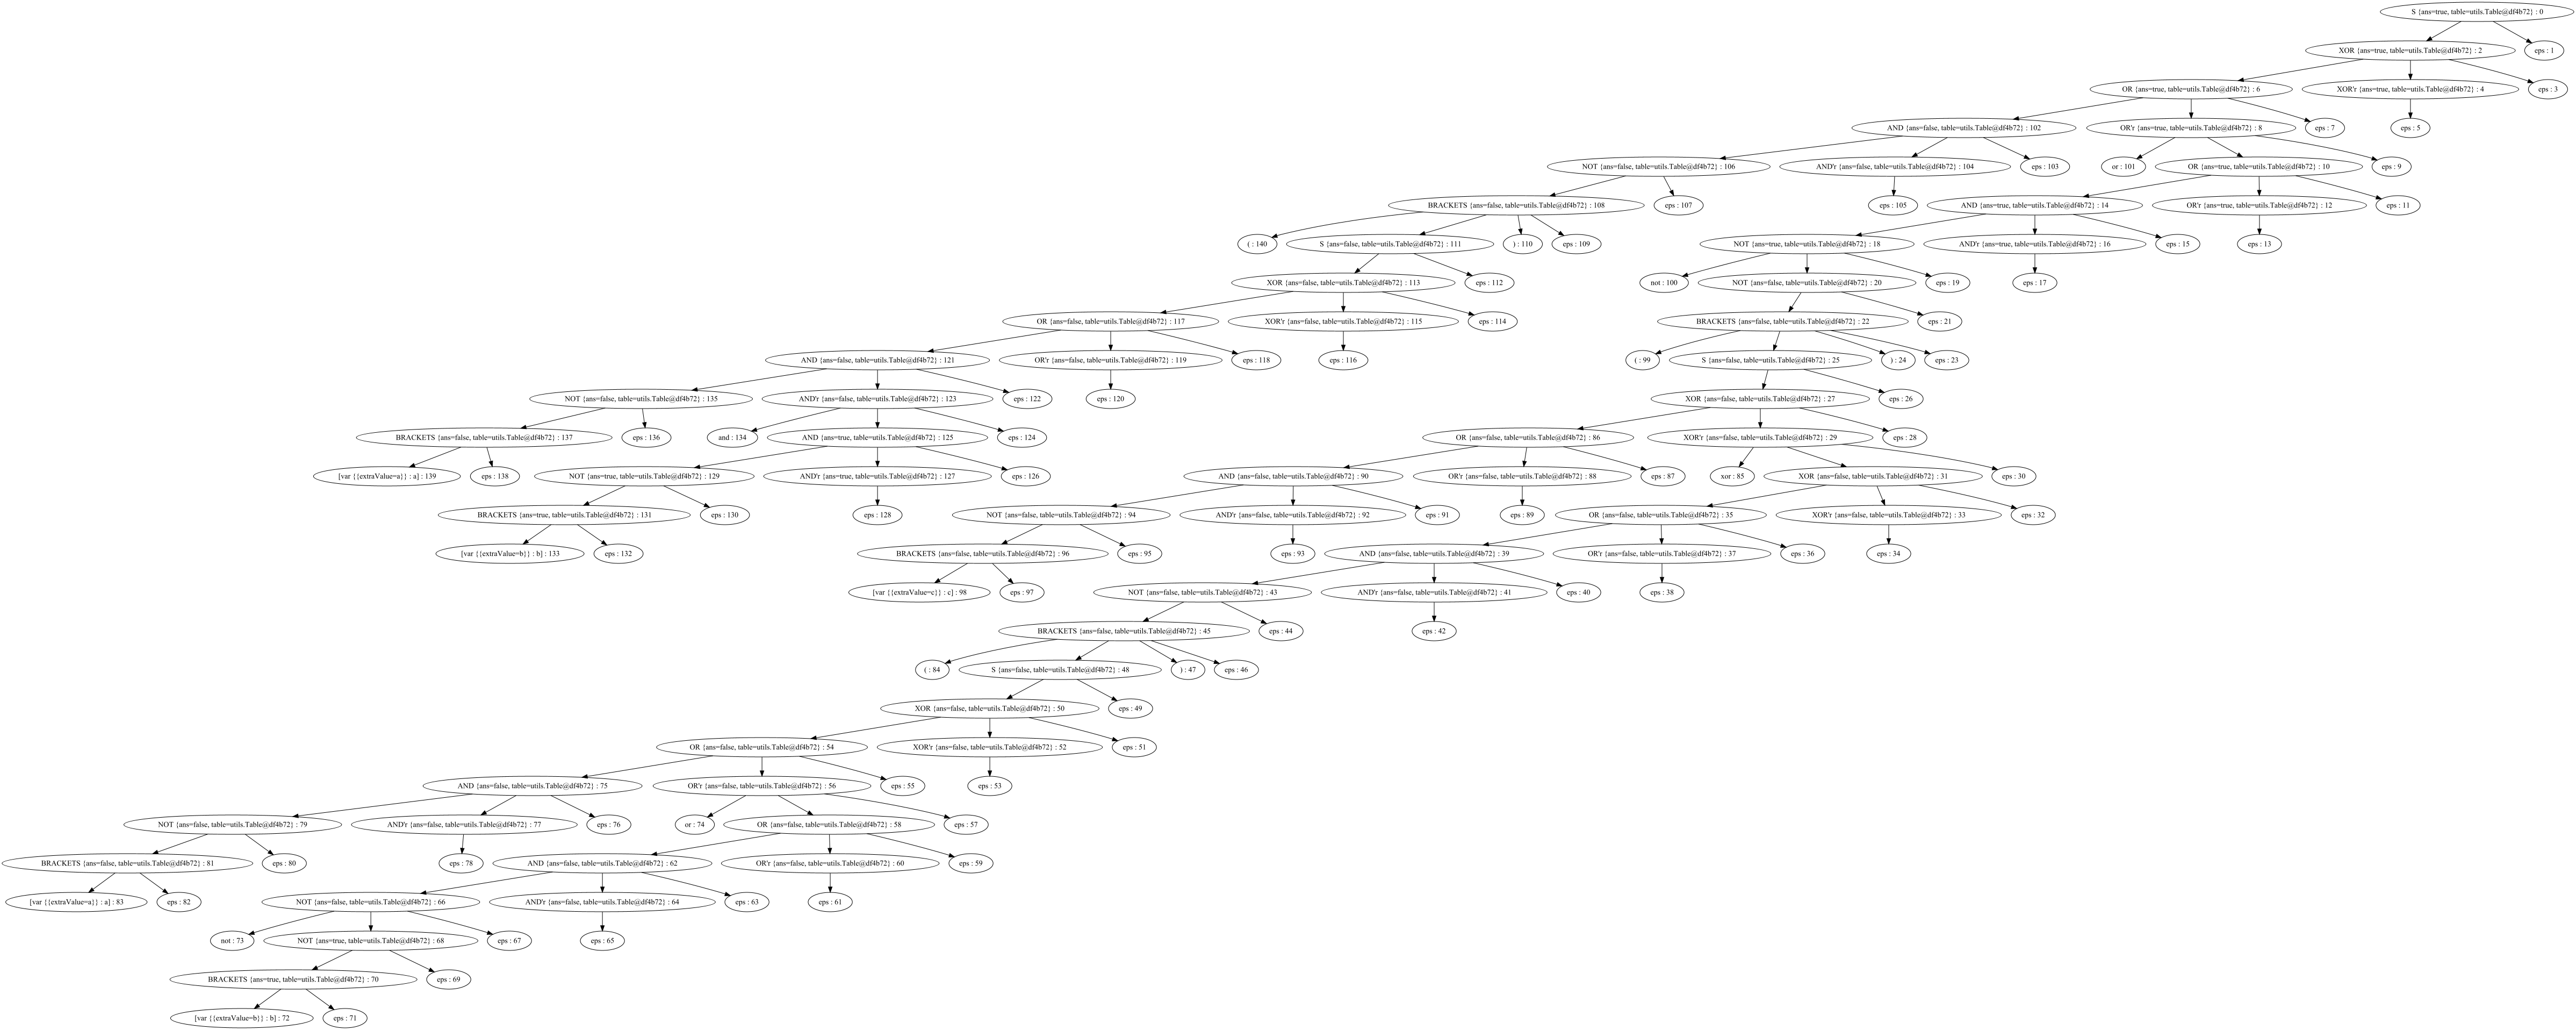 S {ans=true, table=utils.Table@df4b72} : 0
XOR {ans=true, table=utils.Table@df4b72} : 2
eps : 1
OR {ans=true, table=utils.Table@df4b72} : 6
XOR'r {ans=true, table=utils.Table@df4b72} : 4
eps : 3
AND {ans=false, table=utils.Table@df4b72} : 102
OR'r {ans=true, table=utils.Table@df4b72} : 8
eps : 7
eps : 5
NOT {ans=false, table=utils.Table@df4b72} : 106
AND'r {ans=false, table=utils.Table@df4b72} : 104
eps : 103
or : 101
OR {ans=true, table=utils.Table@df4b72} : 10
eps : 9
BRACKETS {ans=false, table=utils.Table@df4b72} : 108
eps : 107
eps : 105
AND {ans=true, table=utils.Table@df4b72} : 14
OR'r {ans=true, table=utils.Table@df4b72} : 12
eps : 11
( : 140
S {ans=false, table=utils.Table@df4b72} : 111
) : 110
eps : 109
NOT {ans=true, table=utils.Table@df4b72} : 18
AND'r {ans=true, table=utils.Table@df4b72} : 16
eps : 15
eps : 13
XOR {ans=false, table=utils.Table@df4b72} : 113
eps : 112
not : 100
NOT {ans=false, table=utils.Table@df4b72} : 20
eps : 19
eps : 17
OR {ans=false, table=utils.Table@df4b72} : 117
XOR'r {ans=false, table=utils.Table@df4b72} : 115
eps : 114
BRACKETS {ans=false, table=utils.Table@df4b72} : 22
eps : 21
AND {ans=false, table=utils.Table@df4b72} : 121
OR'r {ans=false, table=utils.Table@df4b72} : 119
eps : 118
eps : 116
( : 99
S {ans=false, table=utils.Table@df4b72} : 25
) : 24
eps : 23
NOT {ans=false, table=utils.Table@df4b72} : 135
AND'r {ans=false, table=utils.Table@df4b72} : 123
eps : 122
eps : 120
XOR {ans=false, table=utils.Table@df4b72} : 27
eps : 26
BRACKETS {ans=false, table=utils.Table@df4b72} : 137
eps : 136
and : 134
AND {ans=true, table=utils.Table@df4b72} : 125
eps : 124
OR {ans=false, table=utils.Table@df4b72} : 86
XOR'r {ans=false, table=utils.Table@df4b72} : 29
eps : 28
[var {{extraValue=a}} : a] : 139
eps : 138
NOT {ans=true, table=utils.Table@df4b72} : 129
AND'r {ans=true, table=utils.Table@df4b72} : 127
eps : 126
AND {ans=false, table=utils.Table@df4b72} : 90
OR'r {ans=false, table=utils.Table@df4b72} : 88
eps : 87
xor : 85
XOR {ans=false, table=utils.Table@df4b72} : 31
eps : 30
BRACKETS {ans=true, table=utils.Table@df4b72} : 131
eps : 130
eps : 128
NOT {ans=false, table=utils.Table@df4b72} : 94
AND'r {ans=false, table=utils.Table@df4b72} : 92
eps : 91
eps : 89
OR {ans=false, table=utils.Table@df4b72} : 35
XOR'r {ans=false, table=utils.Table@df4b72} : 33
eps : 32
[var {{extraValue=b}} : b] : 133
eps : 132
BRACKETS {ans=false, table=utils.Table@df4b72} : 96
eps : 95
eps : 93
AND {ans=false, table=utils.Table@df4b72} : 39
OR'r {ans=false, table=utils.Table@df4b72} : 37
eps : 36
eps : 34
[var {{extraValue=c}} : c] : 98
eps : 97
NOT {ans=false, table=utils.Table@df4b72} : 43
AND'r {ans=false, table=utils.Table@df4b72} : 41
eps : 40
eps : 38
BRACKETS {ans=false, table=utils.Table@df4b72} : 45
eps : 44
eps : 42
( : 84
S {ans=false, table=utils.Table@df4b72} : 48
) : 47
eps : 46
XOR {ans=false, table=utils.Table@df4b72} : 50
eps : 49
OR {ans=false, table=utils.Table@df4b72} : 54
XOR'r {ans=false, table=utils.Table@df4b72} : 52
eps : 51
AND {ans=false, table=utils.Table@df4b72} : 75
OR'r {ans=false, table=utils.Table@df4b72} : 56
eps : 55
eps : 53
NOT {ans=false, table=utils.Table@df4b72} : 79
AND'r {ans=false, table=utils.Table@df4b72} : 77
eps : 76
or : 74
OR {ans=false, table=utils.Table@df4b72} : 58
eps : 57
BRACKETS {ans=false, table=utils.Table@df4b72} : 81
eps : 80
eps : 78
AND {ans=false, table=utils.Table@df4b72} : 62
OR'r {ans=false, table=utils.Table@df4b72} : 60
eps : 59
[var {{extraValue=a}} : a] : 83
eps : 82
NOT {ans=false, table=utils.Table@df4b72} : 66
AND'r {ans=false, table=utils.Table@df4b72} : 64
eps : 63
eps : 61
not : 73
NOT {ans=true, table=utils.Table@df4b72} : 68
eps : 67
eps : 65
BRACKETS {ans=true, table=utils.Table@df4b72} : 70
eps : 69
[var {{extraValue=b}} : b] : 72
eps : 71